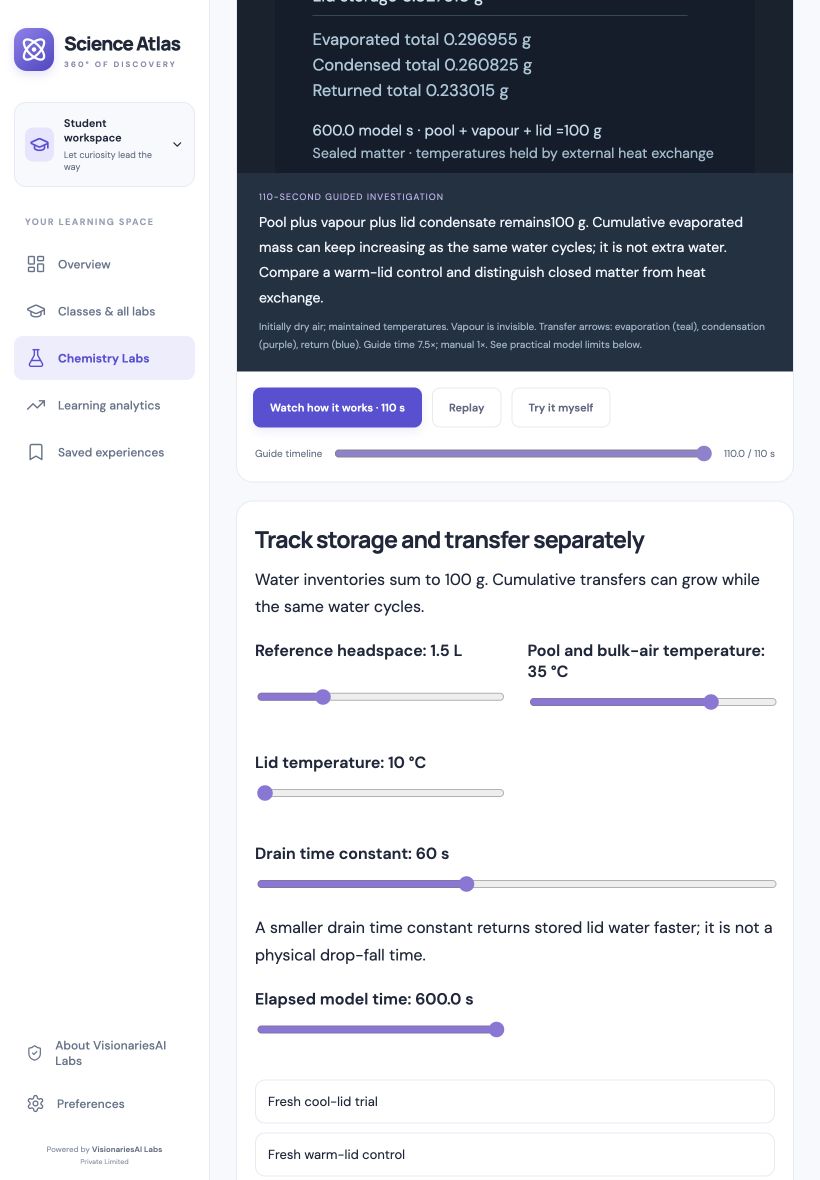 Science Atlas
360° OF DISCOVERY
Student
workspace
Let curiosity lead the
way
YOUR LEARNING SPACE
Overview
Classes & all labs
Chemistry Labs
Learning analytics
Saved experiences
About VisionariesAI
Labs
Preferences
Powered by VisionariesAI Labs
Private Limited
Evaporated total 0.296955 g
Condensed total 0.260825 g
Returned total 0.233015 g
600.0 model s · pool + vapour + lid =100 g
Sealed matter · temperatures held by external heat exchange
110-SECOND GUIDED INVESTIGATION
Pool plus vapour plus lid condensate remains100 g. Cumulative evaporated
mass can keep increasing as the same water cycles; it is not extra water.
Compare a warm-lid control and distinguish closed matter from heat
exchange.
Initially dry air; maintained temperatures. Vapour is invisible. Transfer arrows: evaporation (teal), condensation
(purple), return (blue). Guide time 7.5×; manual 1×. See practical model limits below.
Watch how it works · 110 s
Replay
Try it myself
Guide timeline
110.0 / 110 s
Track storage and transfer separately
Water inventories sum to 100 g. Cumulative transfers can grow while
the same water cycles.
Reference headspace: 1.5 L
Pool and bulk-air temperature:
35 °C
Lid temperature: 10 °C
Drain time constant: 60 s
A smaller drain time constant returns stored lid water faster; it is not a
physical drop-fall time.
Elapsed model time: 600.0 s
Fresh cool-lid trial
Fresh warm-lid control